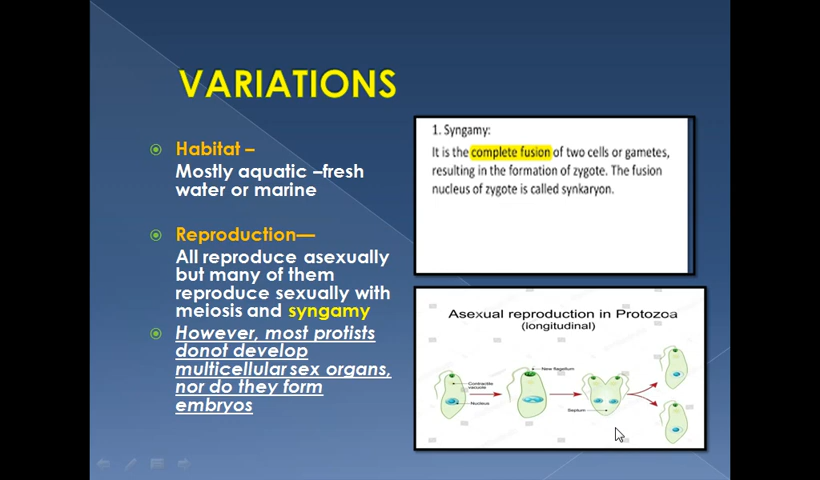 VARIATIONS
Habitat –
Mostly aquatic –fresh
water or marine
Reproduction—
All reproduce asexually
but many of them
reproduce sexually with
meiosis and syngamy
However, most protists
donot develop
multicellular sex organs,
nor do they form
embryos
1. Syngamy:
It is the complete fusion of two cells or gametes,
resulting in the formation of zygote. The fusion
nucleus of zygote is called synkaryon.
Asexual reproduction in Protozoa
(longitudinal)
Contractile
vacuole
Nucleus
New flagellum
Septum